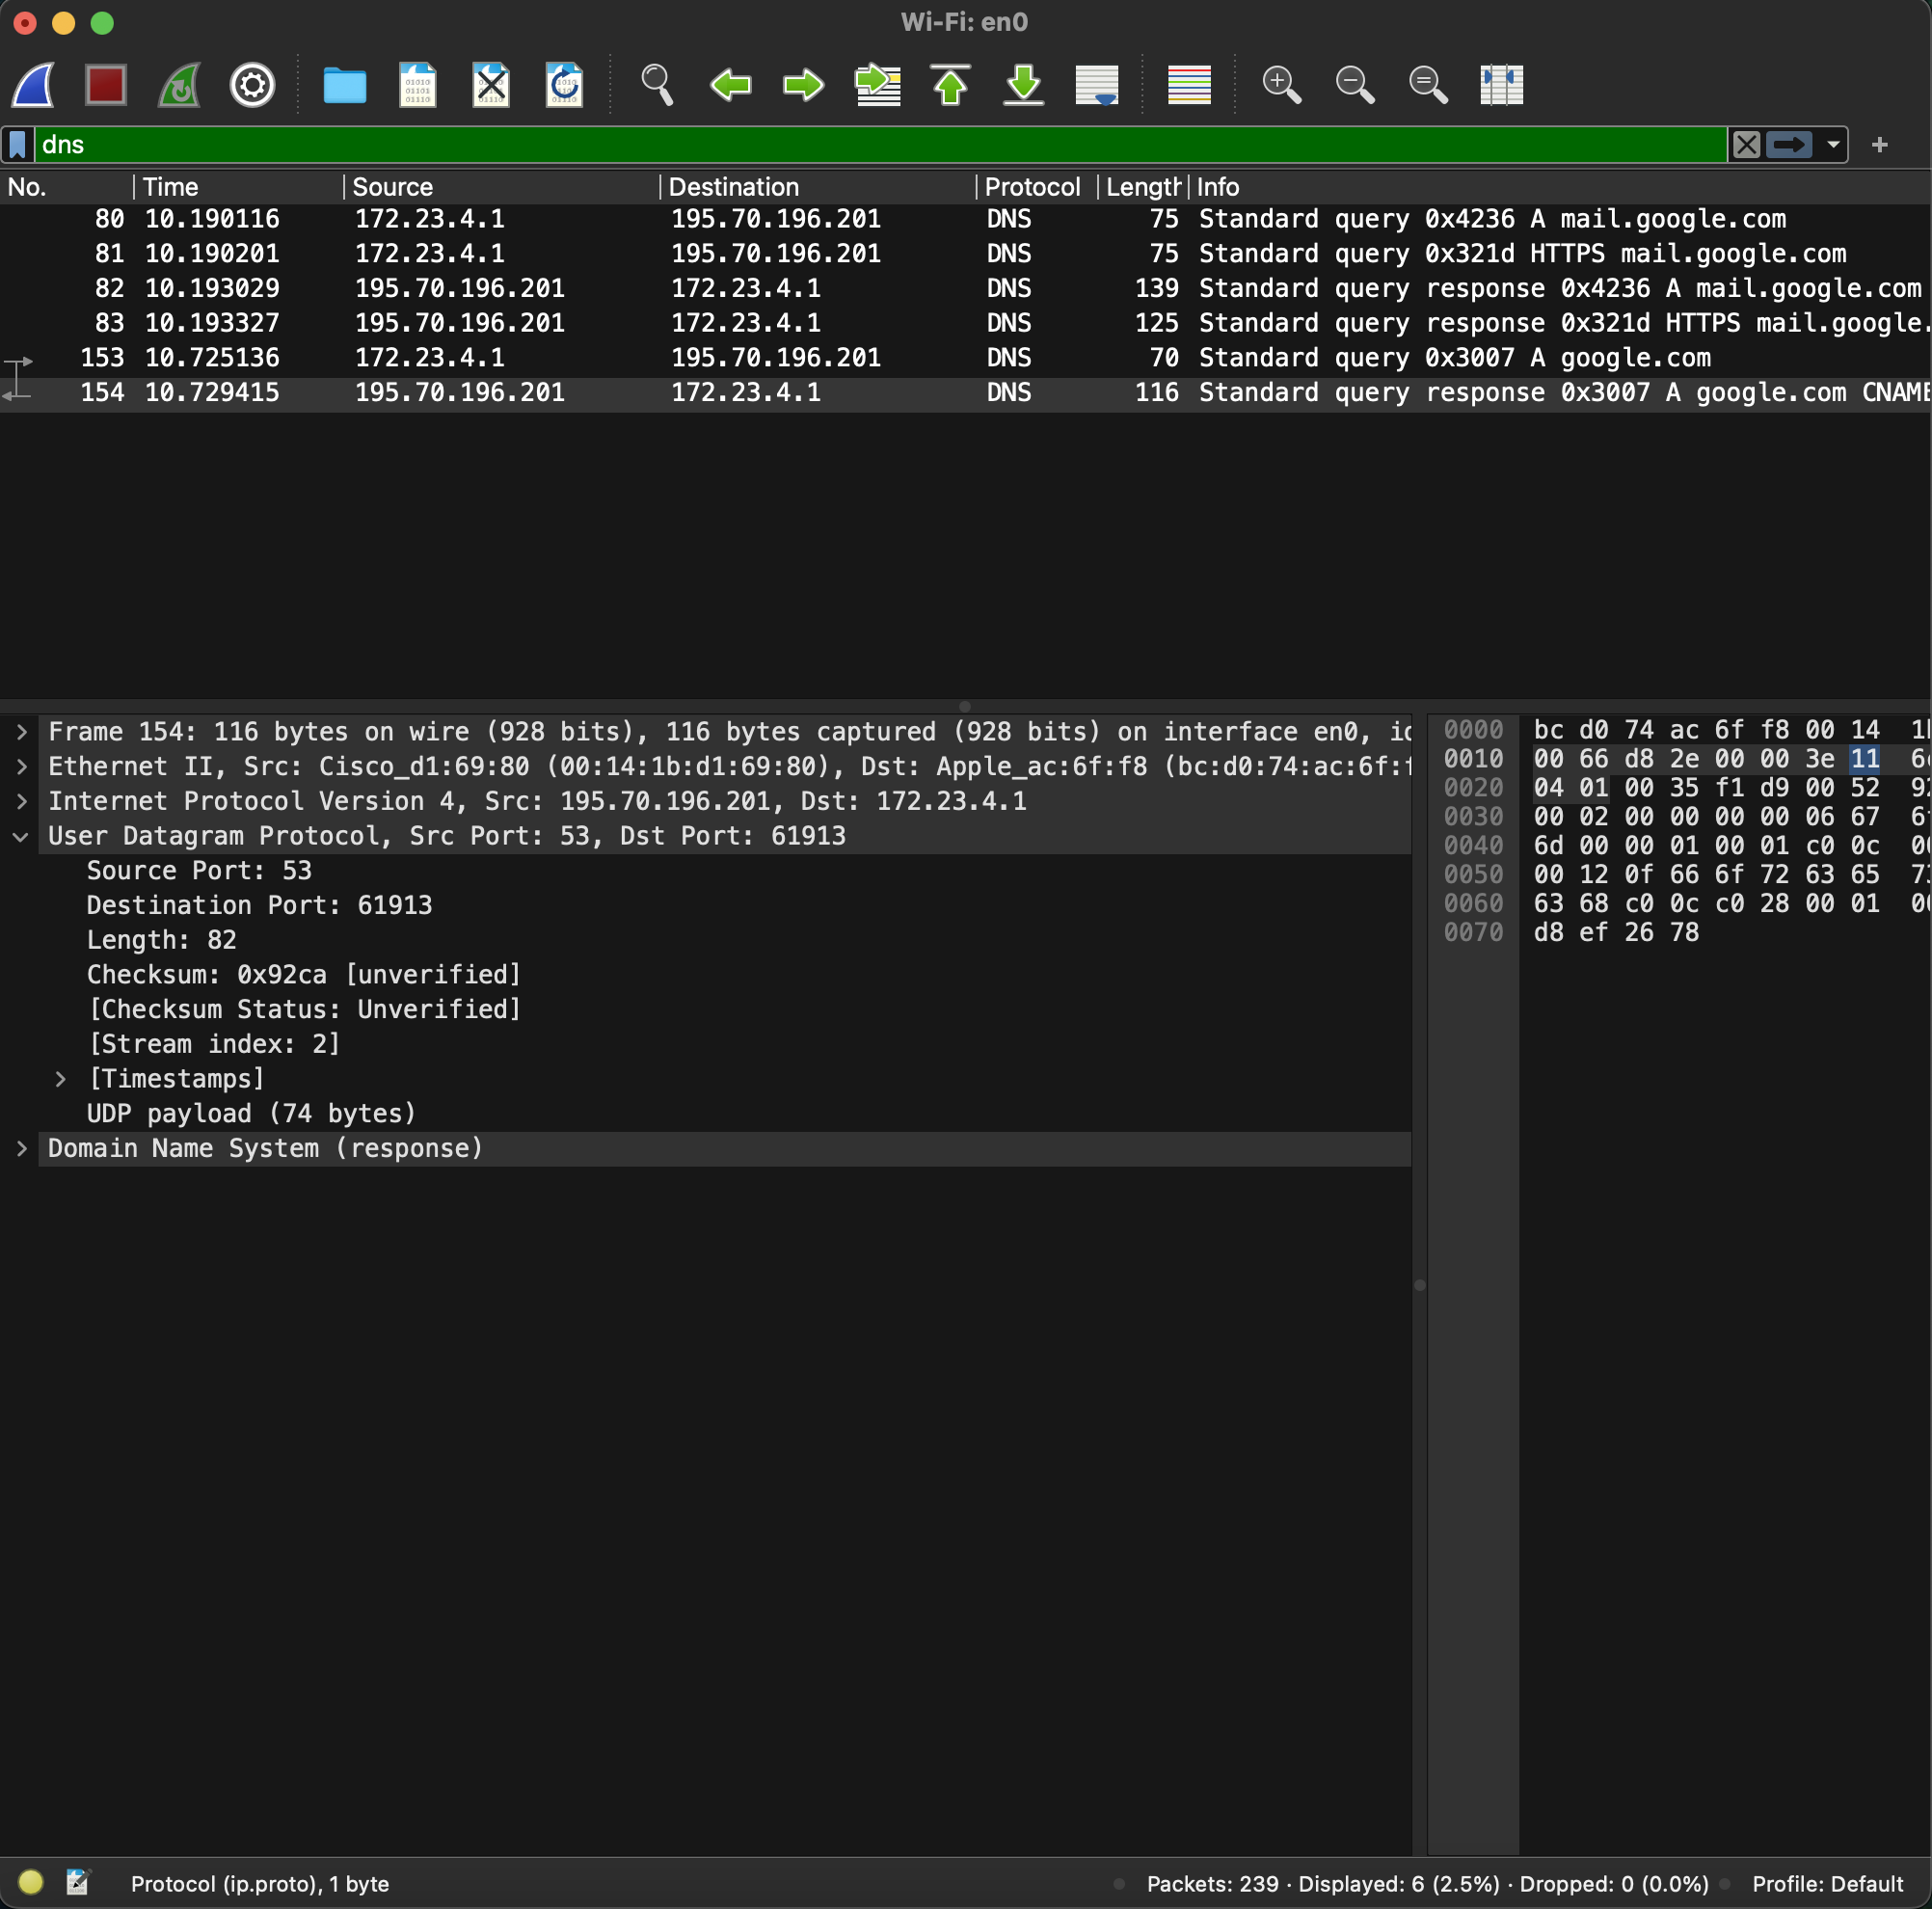 Wi-Fi: en0
dns
No. Time Source Destination Protocol Length Info
80 10.190116 172.23.4.1 195.70.196.201 DNS 75 Standard query 0x4236 A mail.google.com
81 10.190201 172.23.4.1 195.70.196.201 DNS 75 Standard query 0x321d HTTPS mail.google.com
82 10.193029 195.70.196.201 172.23.4.1 DNS 139 Standard query response 0x4236 A mail.google.com
83 10.193327 195.70.196.201 172.23.4.1 DNS 125 Standard query response 0x321d HTTPS mail.google.
153 10.725136 172.23.4.1 195.70.196.201 DNS 70 Standard query 0x3007 A google.com
154 10.729415 195.70.196.201 172.23.4.1 DNS 116 Standard query response 0x3007 A google.com CNAME
Frame 154: 116 bytes on wire (928 bits), 116 bytes captured (928 bits) on interface en0,
Ethernet II, Src: Cisco_d1:69:80 (00:14:1b:d1:69:80), Dst: Apple_ac:6f:f8 (bc:d0:74:ac:6f:f
Internet Protocol Version 4, Src: 195.70.196.201, Dst: 172.23.4.1
User Datagram Protocol, Src Port: 53, Dst Port: 61913
Source Port: 53
Destination Port: 61913
Length: 82
Checksum: 0x92ca [unverified]
[Checksum Status: Unverified]
[Stream index: 2]
[Timestamps]
UDP payload (74 bytes)
Domain Name System (response)
0000 bc d0 74 ac 6f f8 00 14
0010 00 66 d8 2e 00 00 3e 11
0020 04 01 00 35 f1 d9 00 52
0030 00 02 00 00 00 00 06 67
0040 6d 00 00 01 00 01 c0 0c
0050 00 12 0f 66 6f 72 63 65
0060 63 68 c0 0c c0 28 00 01
0070 d8 ef 26 78
Protocol (ip.proto), 1 byte
Packets: 239 · Displayed: 6 (2.5%) · Dropped: 0 (0.0%)
Profile: Default